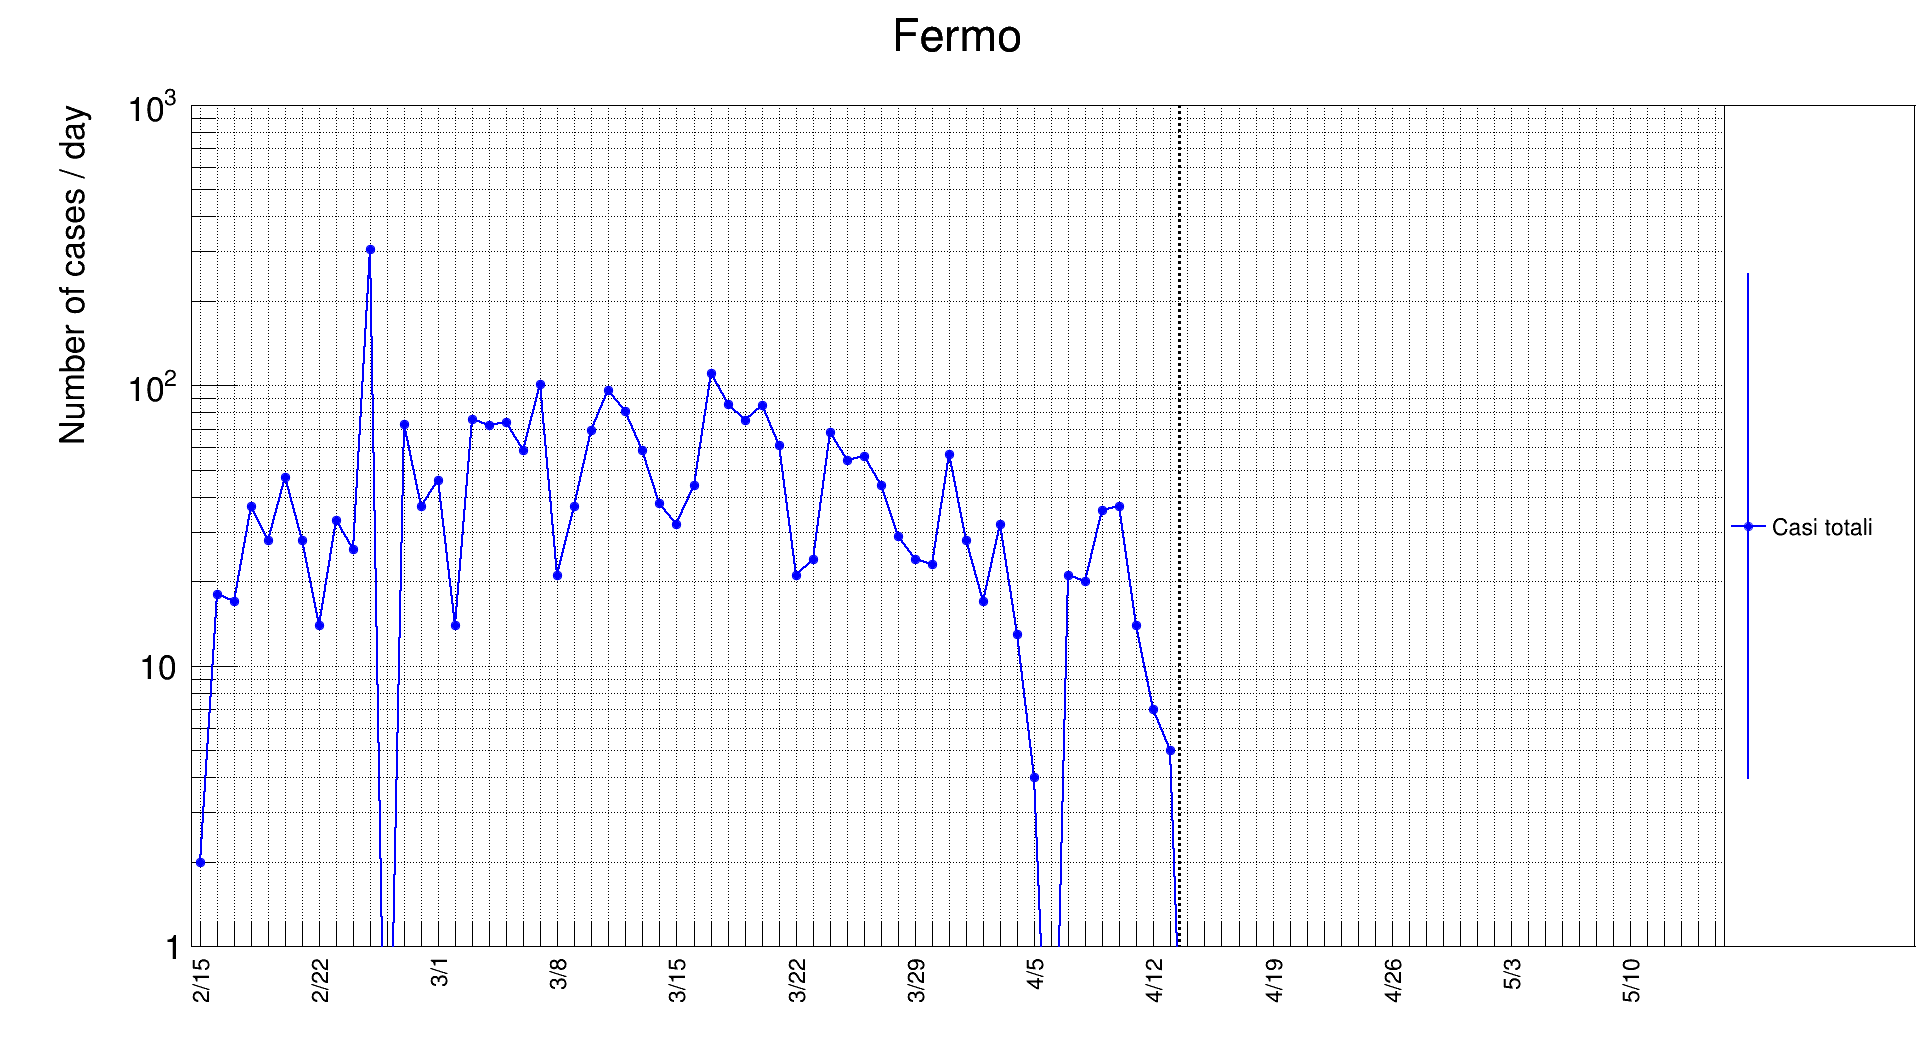 Fermo
Number of cases / day
10³
10²
10
1
2/15 2/22 3/1 3/8 3/15 3/22 3/29 4/5 4/12 4/19 4/26 5/3 5/10
Casi totali